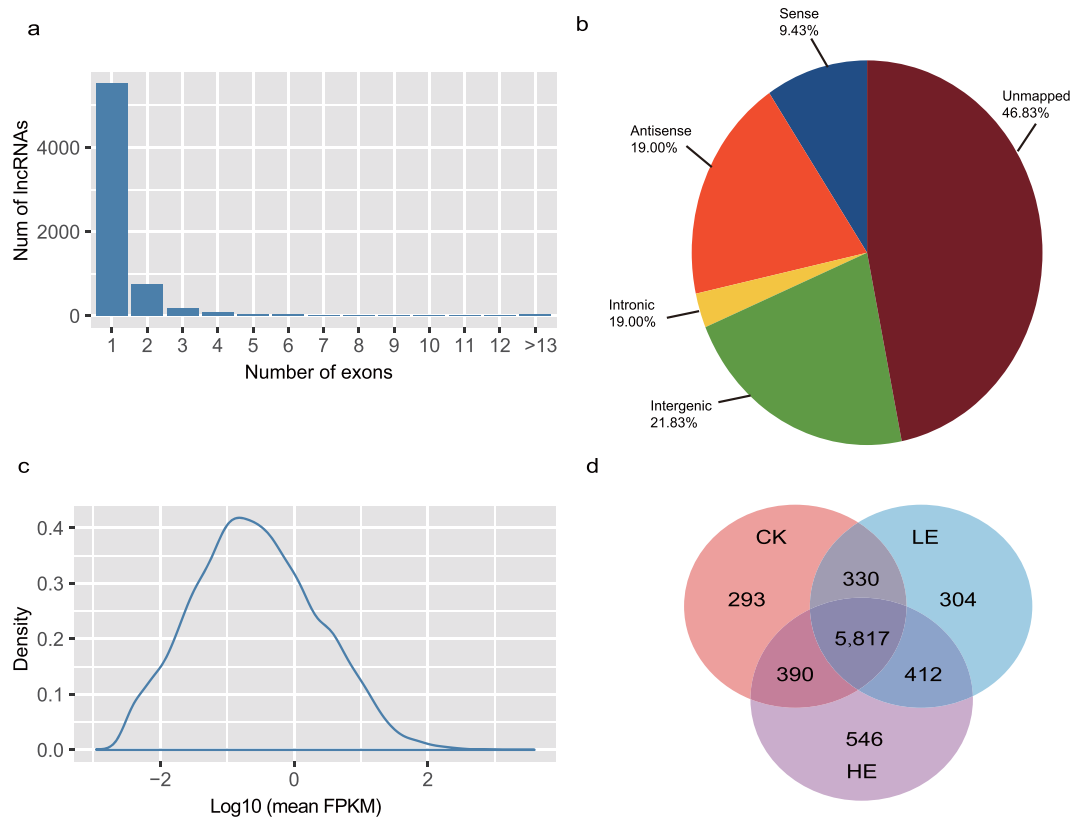 a
Num of lncRNAs
4000
2000
0
1 2 3 4 5 6 7 8 9 10 11 12 >13
Number of exons
b
Sense
9.43%
Unmapped
46.83%
Antisense
19.00%
Intronic
19.00%
Intergenic
21.83%
c
Density
0.4
0.3
0.2
0.1
0.0
−2 0 2
Log10 (mean FPKM)
d
CK LE
330
293 304
5,817
390 412
546
HE